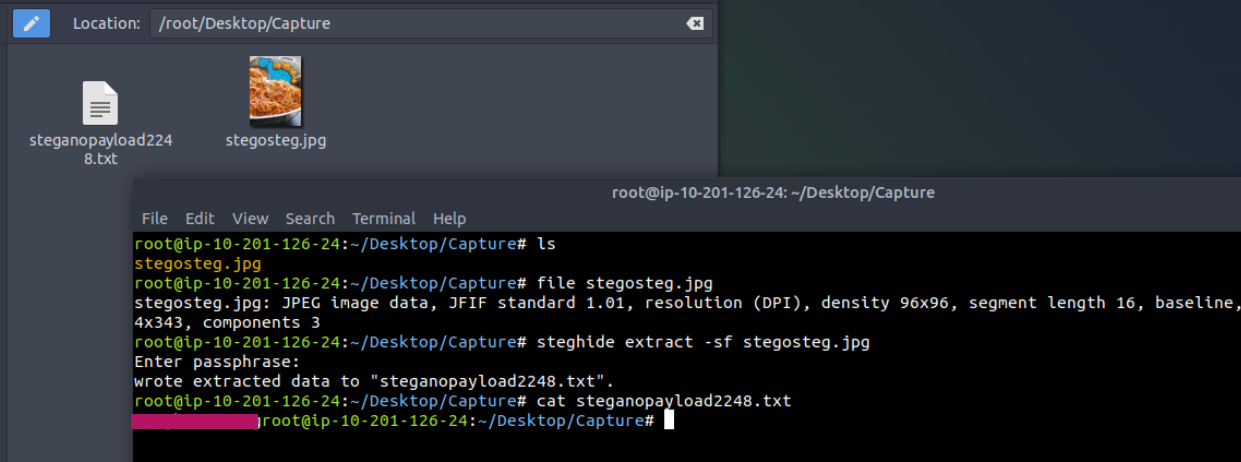 Location: /root/Desktop/Capture
steganopayload224
8.txt
stegosteg.jpg
root@ip-10-201-126-24: ~/Desktop/Capture
File Edit View Search Terminal Help
root@ip-10-201-126-24:~/Desktop/Capture# ls
stegosteg.jpg
root@ip-10-201-126-24:~/Desktop/Capture# file stegosteg.jpg
stegosteg.jpg: JPEG image data, JFIF standard 1.01, resolution (DPI), density 96x96, segment length 16, baseline,
4x343, components 3
root@ip-10-201-126-24:~/Desktop/Capture# steghide extract -sf stegosteg.jpg
Enter passphrase:
wrote extracted data to "steganopayload2248.txt".
root@ip-10-201-126-24:~/Desktop/Capture# cat steganopayload2248.txt
root@ip-10-201-126-24:~/Desktop/Capture#